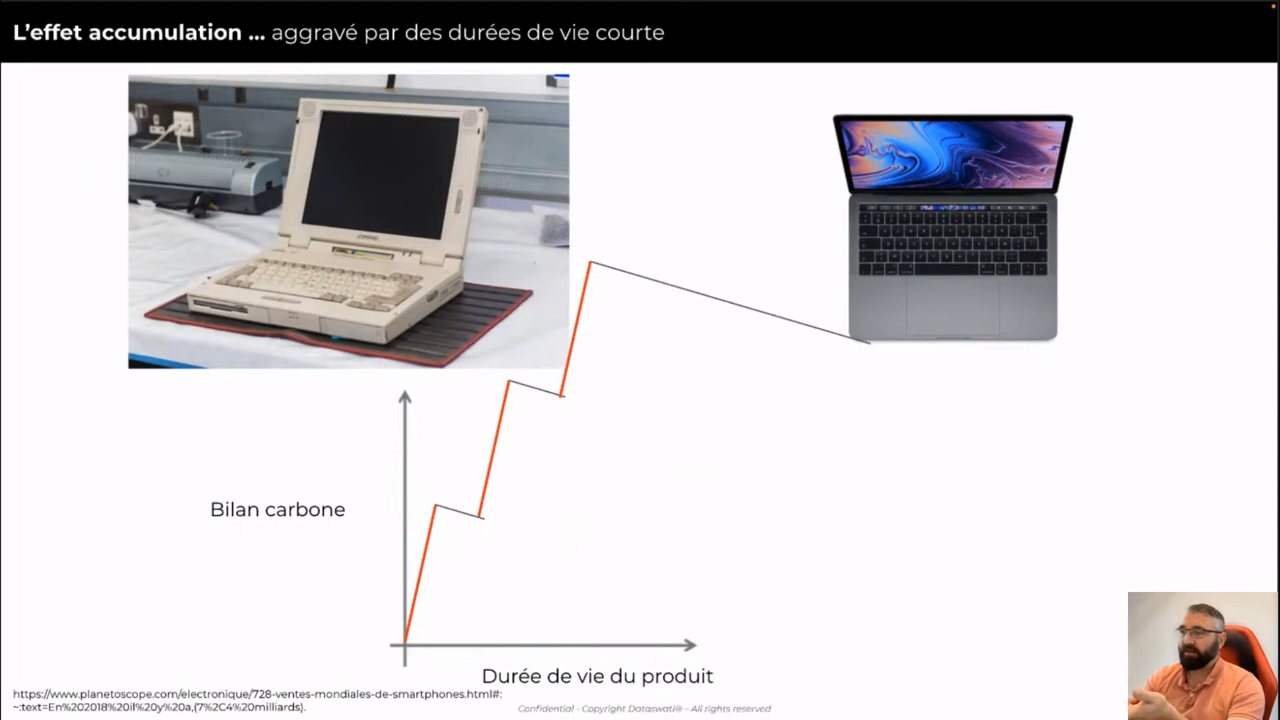 L’effet accumulation ... aggravé par des durées de vie courte
Bilan carbone
Durée de vie du produit
https://www.planetoscope.com/electronique/728-ventes-mondiales-de-smartphones.html#:
~:text=En%202018%20il%20y%20a,(7%2C4%20milliards).
Confidential - Copyright Dataswati® – All rights reserved